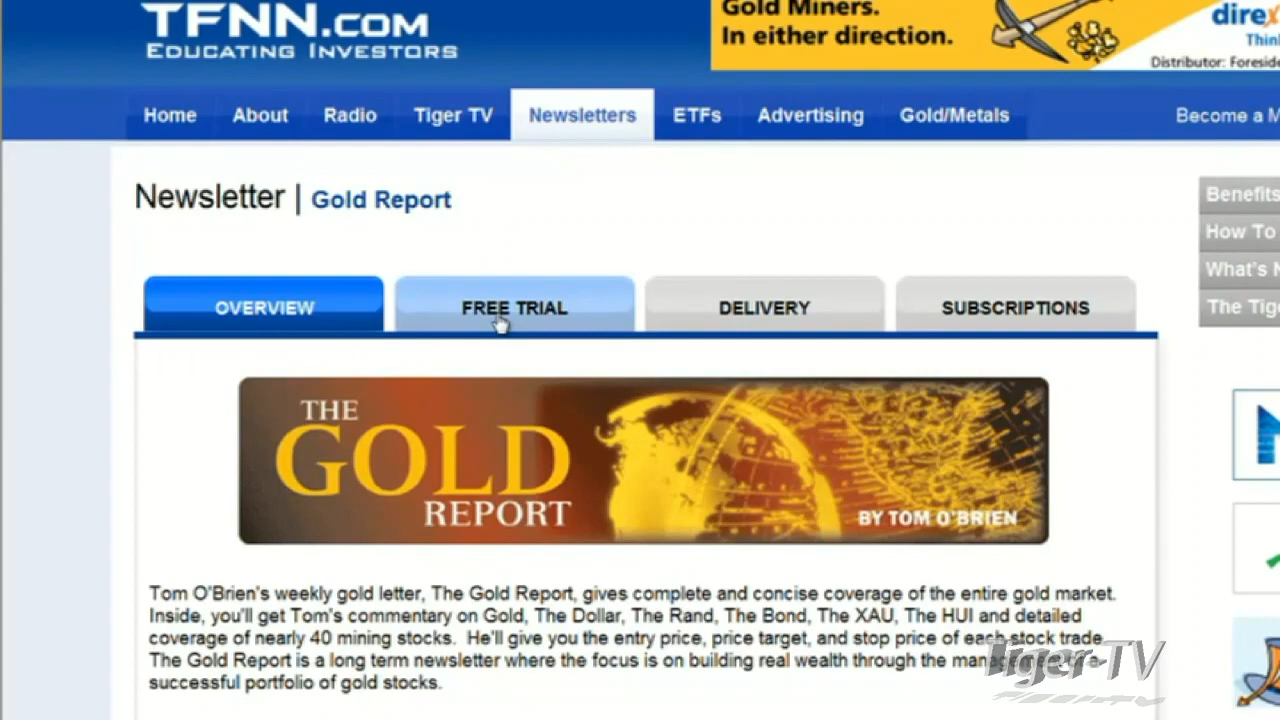 TFNN.COM
EDUCATING INVESTORS
Gold Miners.
In either direction.
Distributor:
Home About Radio Tiger TV Newsletters ETFs Advertising Gold/Metals Become a
Newsletter | Gold Report
Benefits
How To
What's
The
OVERVIEW FREE TRIAL DELIVERY SUBSCRIPTIONS
THE
GOLD
REPORT
BY TOM O'BRIEN
Tom O'Brien's weekly gold letter, The Gold Report, gives complete and concise coverage of the entire gold market.
Inside, you'll get Tom's commentary on Gold, The Dollar, The Rand, The Bond, The XAU, The HUI and detailed
coverage of nearly 40 mining stocks. He'll give you the entry price, price target, and stop price of each stock trade.
The Gold Report is a long term newsletter where the focus is on building real wealth through the
successful portfolio of gold stocks.
Tiger-TV